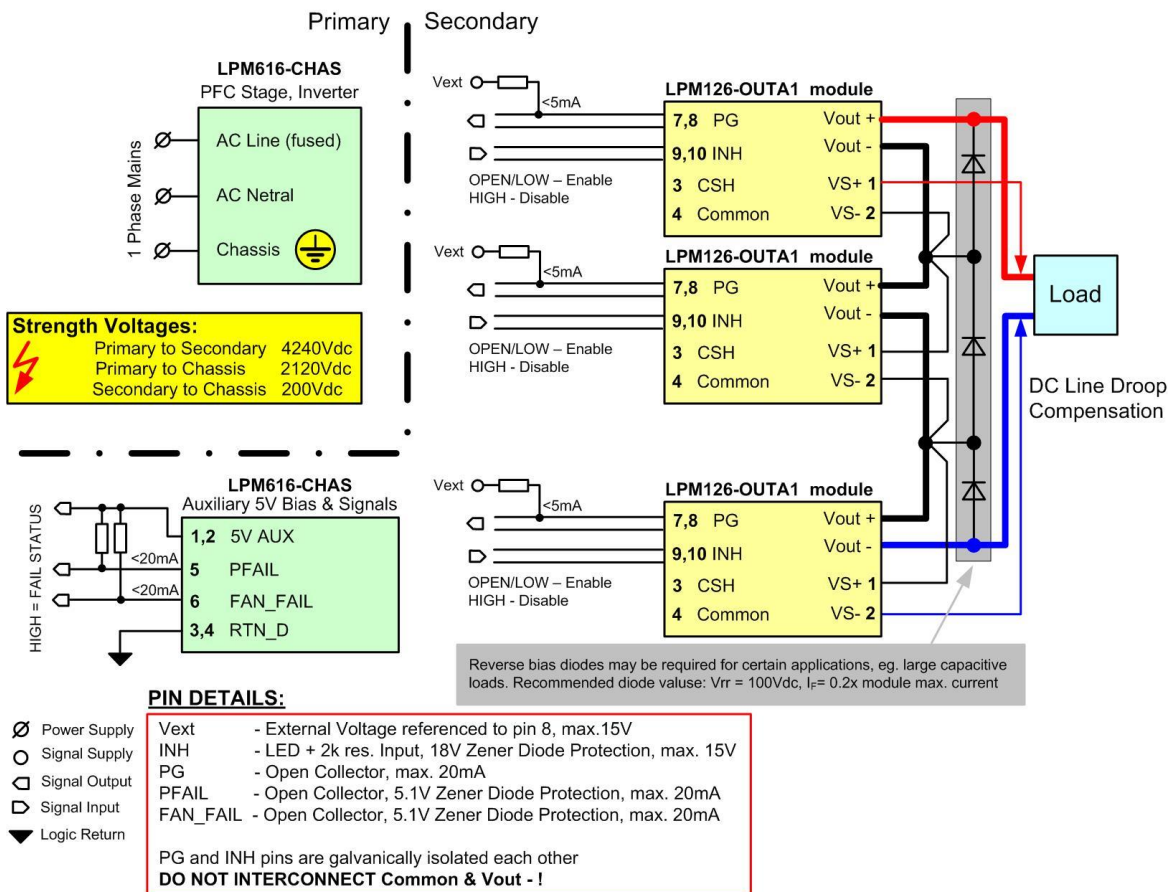 Primary
Secondary
LPM616-CHAS
PFC Stage, Inverter
1 Phase Mains
AC Line (fused)
AC Netral
Chassis
Strength Voltages:
Primary to Secondary 4240Vdc
Primary to Chassis 2120Vdc
Secondary to Chassis 200Vdc
LPM616-CHAS
Auxiliary 5V Bias & Signals
HIGH = FAIL STATUS
1,2 5V AUX
<20mA
5 PFAIL
<20mA
6 FAN_FAIL
3,4 RTN_D
Vext
<5mA
OPEN/LOW – Enable
HIGH - Disable
LPM126-OUTA1 module
7,8 PG Vout +
Vout -
9,10 INH
3 CSH VS+ 1
4 Common VS- 2
Vext
<5mA
OPEN/LOW – Enable
HIGH - Disable
LPM126-OUTA1 module
7,8 PG Vout +
Vout -
9,10 INH
3 CSH VS+ 1
4 Common VS- 2
Vext
<5mA
OPEN/LOW – Enable
HIGH - Disable
LPM126-OUTA1 module
7,8 PG Vout +
9,10 INH Vout -
3 CSH VS+ 1
4 Common VS- 2
Load
DC Line Droop
Compensation
Reverse bias diodes may be required for certain applications, eg. large capacitive
loads. Recommended diode valuse: Vrr = 100Vdc, IF= 0.2x module max. current
PIN DETAILS:
Power Supply
Signal Supply
Signal Output
Signal Input
Logic Return
Vext - External Voltage referenced to pin 8, max.15V
INH - LED + 2k res. Input, 18V Zener Diode Protection, max. 15V
PG - Open Collector, max. 20mA
PFAIL - Open Collector, 5.1V Zener Diode Protection, max. 20mA
FAN_FAIL - Open Collector, 5.1V Zener Diode Protection, max. 20mA
PG and INH pins are galvanically isolated each other
DO NOT INTERCONNECT Common & Vout - !